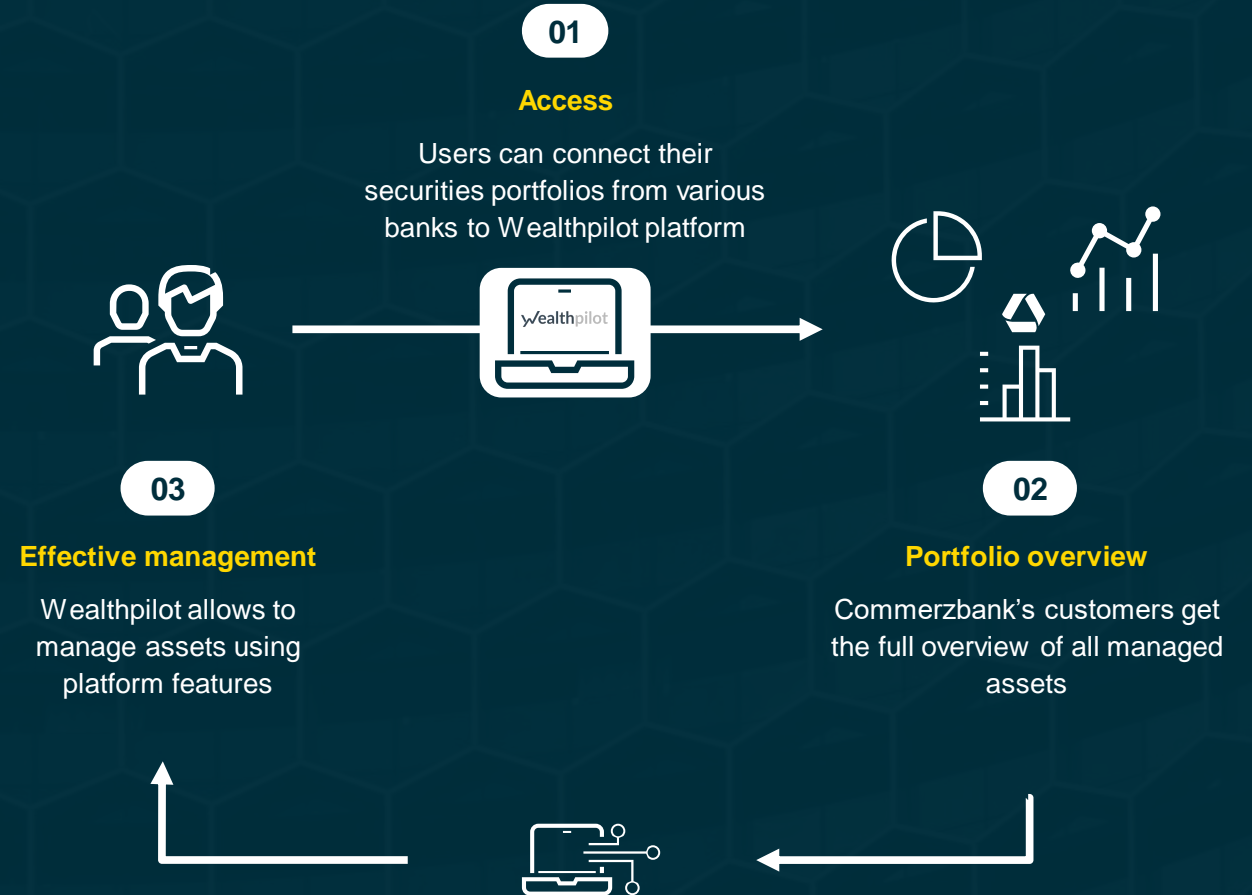 01
Access
Users can connect their
securities portfolios from various
banks to Wealthpilot platform
wealthpilot
03
Effective management
Wealthpilot allows to
manage assets using
platform features
02
Portfolio overview
Commerzbank's customers get
the full overview of all managed
assets